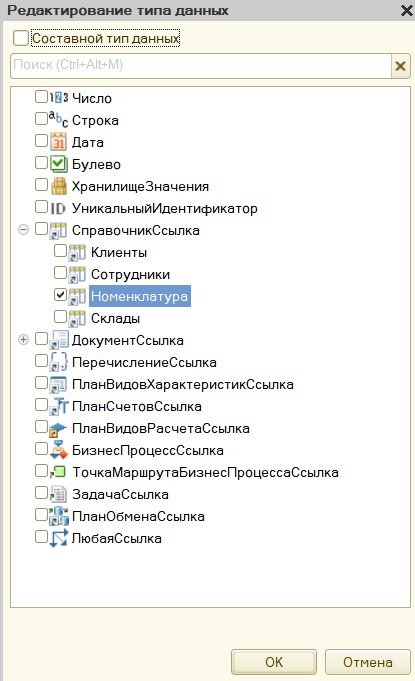 Редактирование типа данных
Составной тип данных
Поиск (Ctrl+Alt+M)
Число
Строка
Дата
Булево
ХранилищеЗначения
УникальныйИдентификатор
СправочникСсылка
Клиенты
Сотрудники
Номенклатура
Склады
ДокументСсылка
ПеречислениеСсылка
ПланВидовХарактеристикСсылка
ПланСчетовСсылка
ПланВидовРасчетаСсылка
БизнесПроцессСсылка
ТочкаМаршрутаБизнесПроцессаСсылка
ЗадачаСсылка
ПланОбменаСсылка
ЛюбаяСсылка
OK Отмена